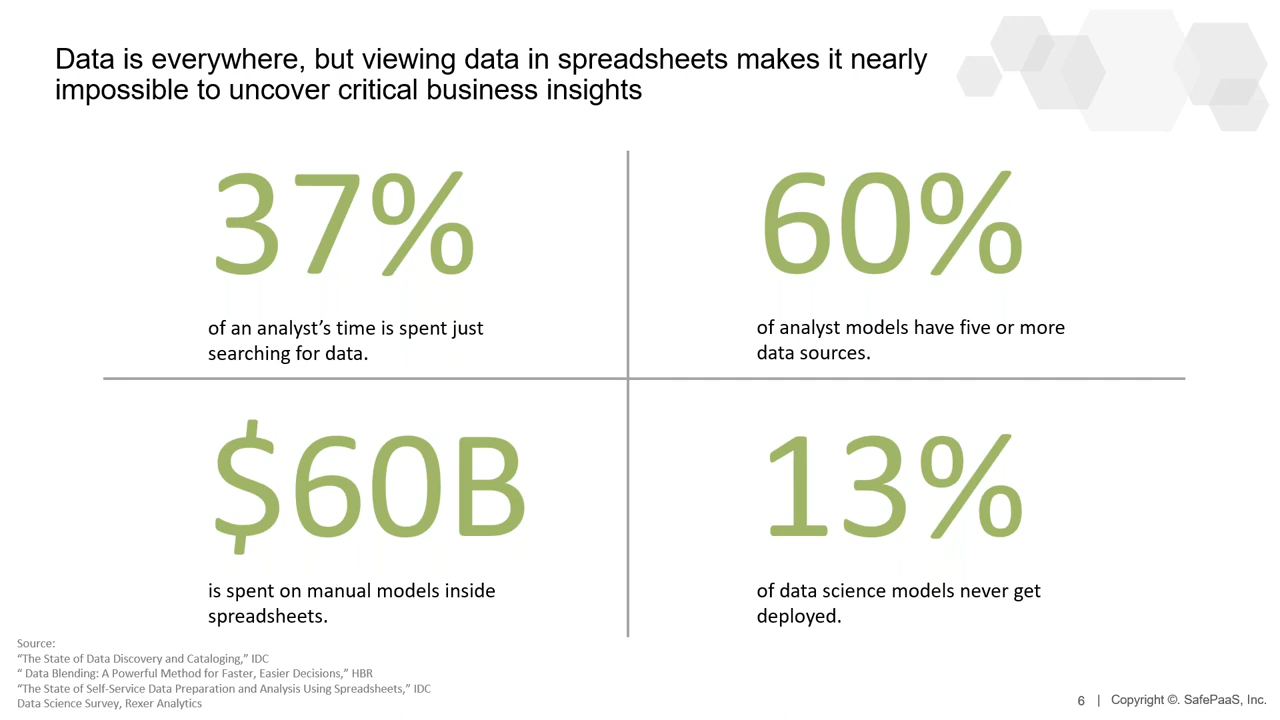 Data is everywhere, but viewing data in spreadsheets makes it nearly
impossible to uncover critical business insights
37%
of an analyst’s time is spent just
searching for data.
60%
of analyst models have five or more
data sources.
$60B
is spent on manual models inside
spreadsheets.
13%
of data science models never get
deployed.
Source:
“The State of Data Discovery and Cataloging,” IDC
“ Data Blending: A Powerful Method for Faster, Easier Decisions,” HBR
“The State of Self-Service Data Preparation and Analysis Using Spreadsheets,” IDC
Data Science Survey, Rexer Analytics
6 | Copyright ©. SafePaaS, Inc.